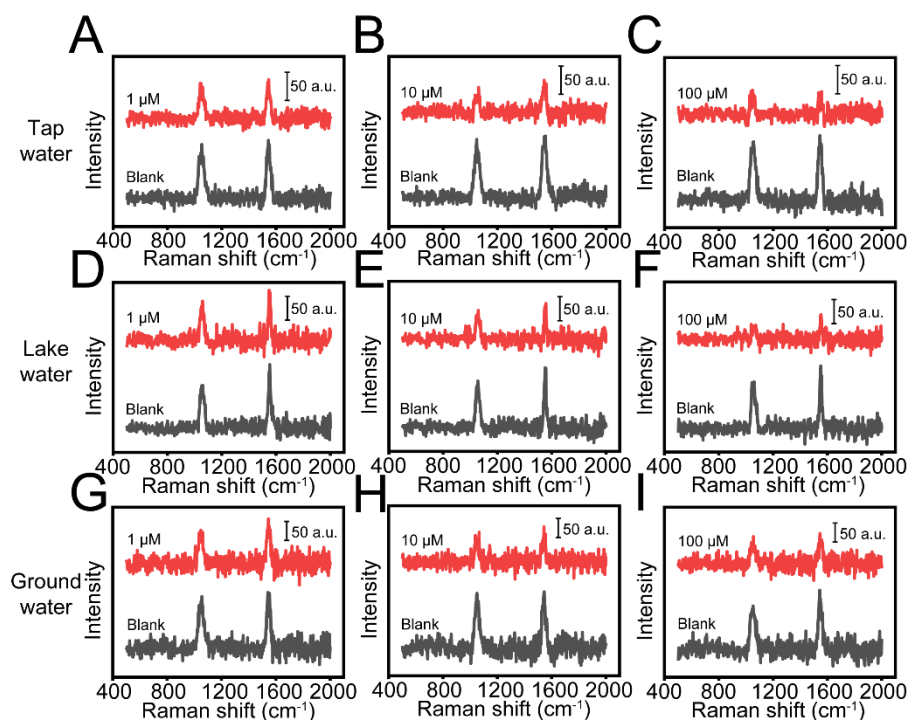 A
B
C
Tap
water
Intensity
1 µM
50 a.u.
Blank
400 800 1200 1600 2000
Raman shift (cm⁻¹)
Intensity
10 µM
50 a.u.
Blank
400 800 1200 1600 2000
Raman shift (cm⁻¹)
Intensity
100 µM
50 a.u.
Blank
400 800 1200 1600 2000
Raman shift (cm⁻¹)
D
E
F
Lake
water
Intensity
1 µM
50 a.u.
Blank
400 800 1200 1600 2000
Raman shift (cm⁻¹)
Intensity
10 µM
50 a.u.
Blank
400 800 1200 1600 2000
Raman shift (cm⁻¹)
Intensity
100 µM
50 a.u.
Blank
400 800 1200 1600 2000
Raman shift (cm⁻¹)
G
H
I
Ground
water
Intensity
1 µM
50 a.u.
Blank
400 800 1200 1600 2000
Raman shift (cm⁻¹)
Intensity
10 µM
50 a.u.
Blank
400 800 1200 1600 2000
Raman shift (cm⁻¹)
Intensity
100 µM
50 a.u.
Blank
400 800 1200 1600 2000
Raman shift (cm⁻¹)